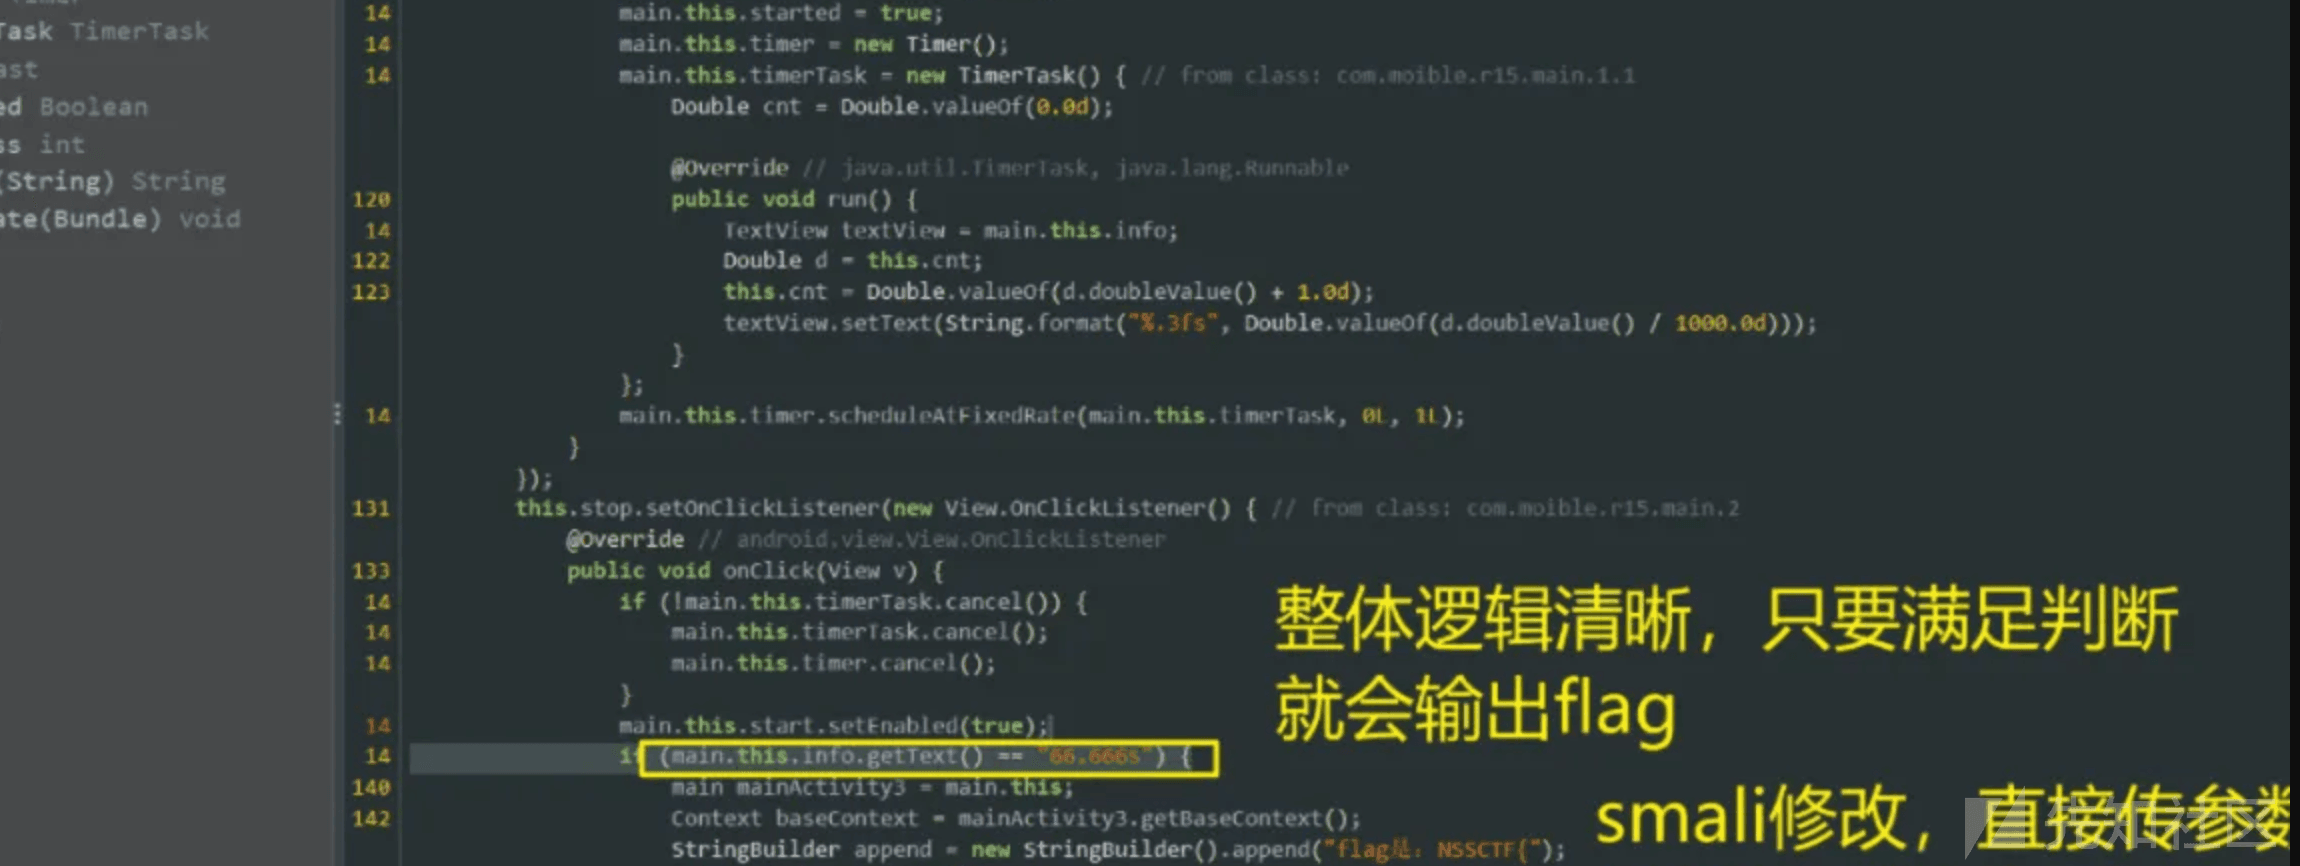 Task TimerTask
ast
ed Boolean
ss int
(String) String
ate(Bundle) void
14 main.this.started = true;
14 main.this.timer = new Timer();
14 main.this.timerTask = new TimerTask() { // from class: com.moible.r15.main.1.1
Double cnt = Double.valueOf(0.0d);
@Override // java.util.TimerTask, java.lang.Runnable
120 public void run() {
14 TextView textView = main.this.info;
122 Double d = this.cnt;
123 this.cnt = Double.valueOf(d.doubleValue() + 1.0d);
textView.setText(String.format("%.3fs", Double.valueOf(d.doubleValue() / 1000.0d)));
}
};
14 main.this.timer.scheduleAtFixedRate(main.this.timerTask, 0L, 1L);
}
});
131 this.stop.setOnClickListener(new View.OnClickListener() { // from class: com.moible.r15.main.2
@Override // android.view.View.OnClickListener
133 public void onClick(View v) {
14 if (!main.this.timerTask.cancel()) {
14 main.this.timerTask.cancel();
14 main.this.timer.cancel();
}
14 main.this.start.setEnabled(true);
14 if (main.this.info.getText() == "66.666s") {
140 main mainActivity3 = main.this;
142 Context baseContext = mainActivity3.getBaseContext();
StringBuilder append = new StringBuilder().append("flag是: NSSCTF{");
整体逻辑清晰，只要满足判断
就会输出flag
smali修改，直接传参数
先知社区